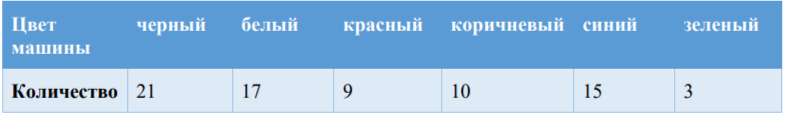 Цвет машины черный белый красный коричневый синий зеленый
Количество 21 17 9 10 15 3